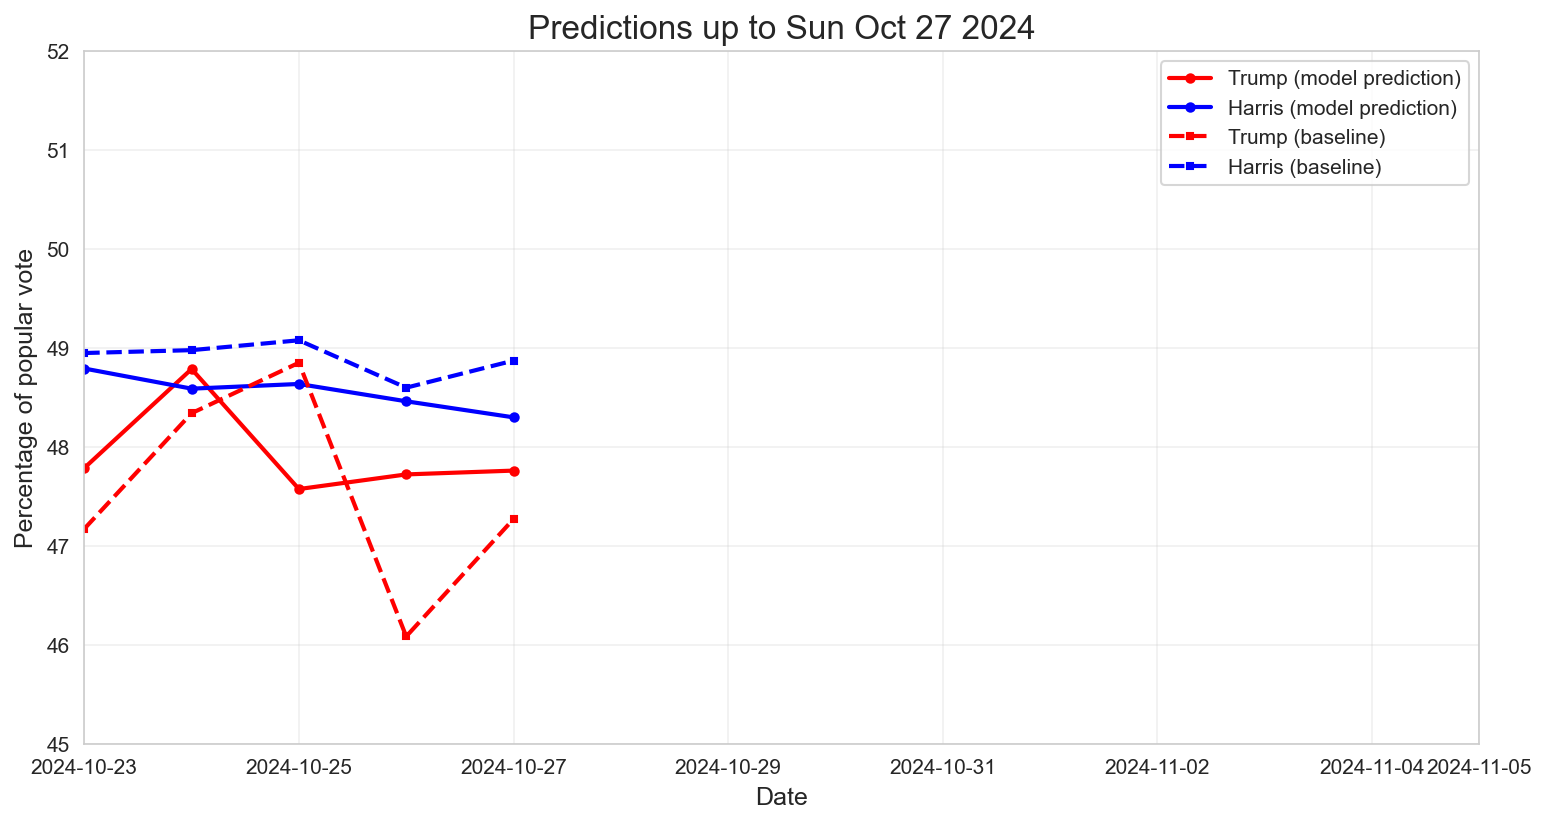 Predictions up to Sun Oct 27 2024
Trump (model prediction)
Harris (model prediction)
Trump (baseline)
Harris (baseline)
Percentage of popular vote
52
51
50
49
48
47
46
45
2024-10-23 2024-10-25 2024-10-27 2024-10-29 2024-10-31 2024-11-02 2024-11-04 2024-11-05
Date